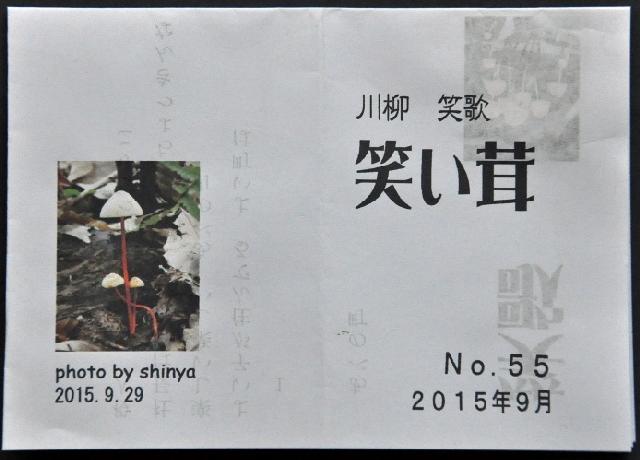 川柳　笑歌
笑い茸
No.55
2015年9月
photo by shinya
2015.9.29